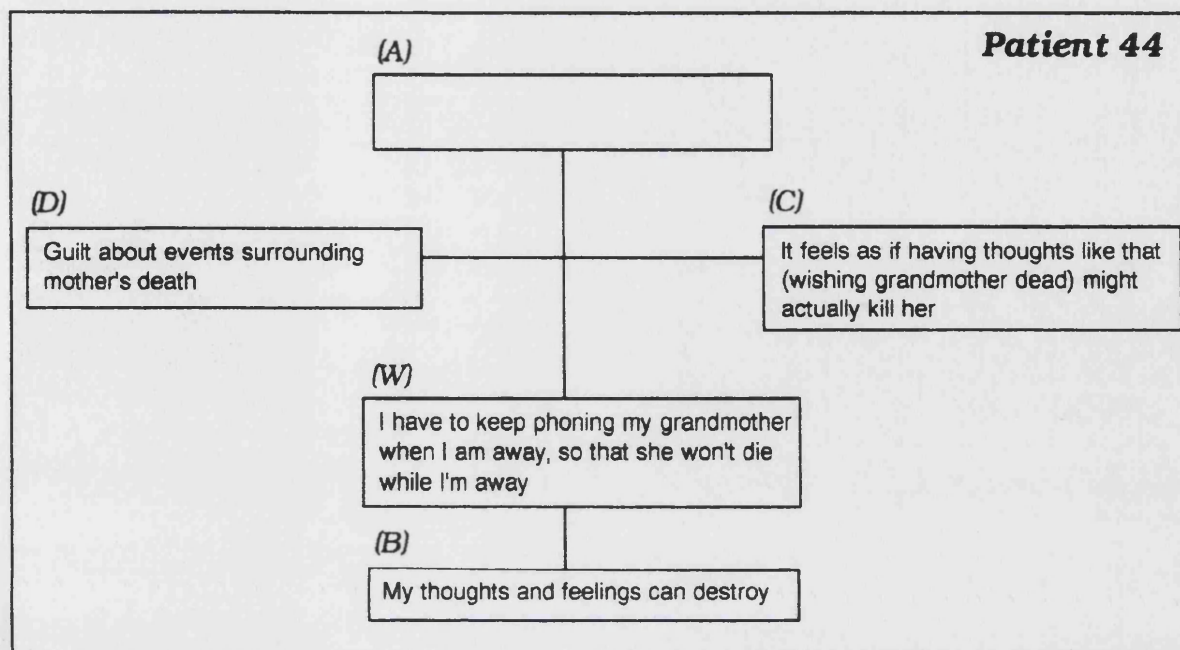 Patient 44
(A)
(D)
Guilt about events surrounding
mother's death
(C)
It feels as if having thoughts like that
(wishing grandmother dead) might
actually kill her
(W)
I have to keep phoning my grandmother
when I am away, so that she won't die
while I'm away
(B)
My thoughts and feelings can destroy